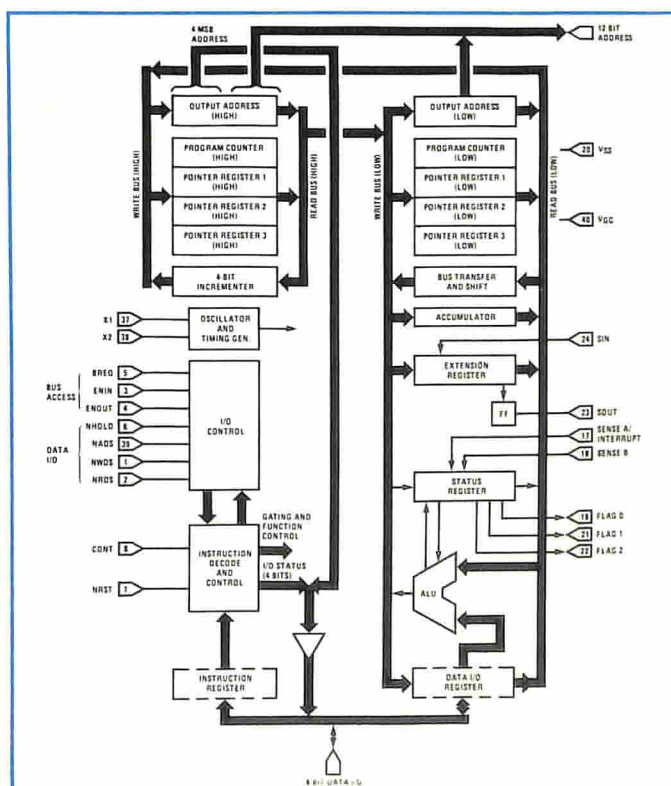 4 MSB
ADDRESS
12 BIT
ADDRESS
OUTPUT ADDRESS
(HIGH)
OUTPUT ADDRESS
(LOW)
WRITE BUS (HIGH)
READ BUS (HIGH)
WRITE BUS (LOW)
READ BUS (LOW)
PROGRAM COUNTER
(HIGH)
POINTER REGISTER 1
(HIGH)
POINTER REGISTER 2
(HIGH)
POINTER REGISTER 3
(HIGH)
PROGRAM COUNTER
(LOW)
POINTER REGISTER 1
(LOW)
POINTER REGISTER 2
(LOW)
POINTER REGISTER 3
(LOW)
20 VSS
40 VGG
4-BIT
INCREMENTER
BUS TRANSFER
AND SHIFT
X1 37
X2 38
OSCILLATOR
AND
TIMING GEN.
ACCUMULATOR
24 SIN
EXTENSION
REGISTER
FF
23 SOUT
BUS
ACCESS
BREQ 5
ENIN 3
ENOUT 4
DATA
I/O
NHOLD 6
NADS 39
NWDS 1
NRDS 2
I/O
CONTROL
17 SENSE A/
INTERRUPT
18 SENSE B
STATUS
REGISTER
19 FLAG 0
21 FLAG 1
22 FLAG 2
GATING AND
FUNCTION
CONTROL
CONT 8
NRST 7
INSTRUCTION
DECODE
AND
CONTROL
I/O STATUS
(4 BITS)
ALU
INSTRUCTION
REGISTER
DATA I/O
REGISTER
8 BIT DATA I/O